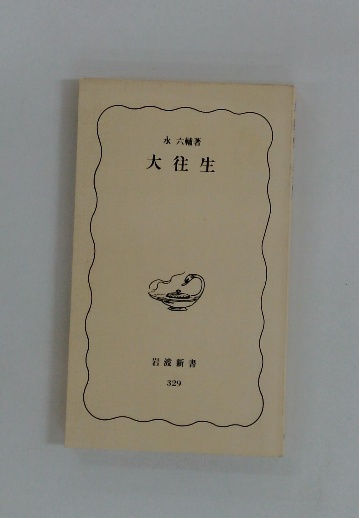 永 六輔著
大往生
岩波新書
329